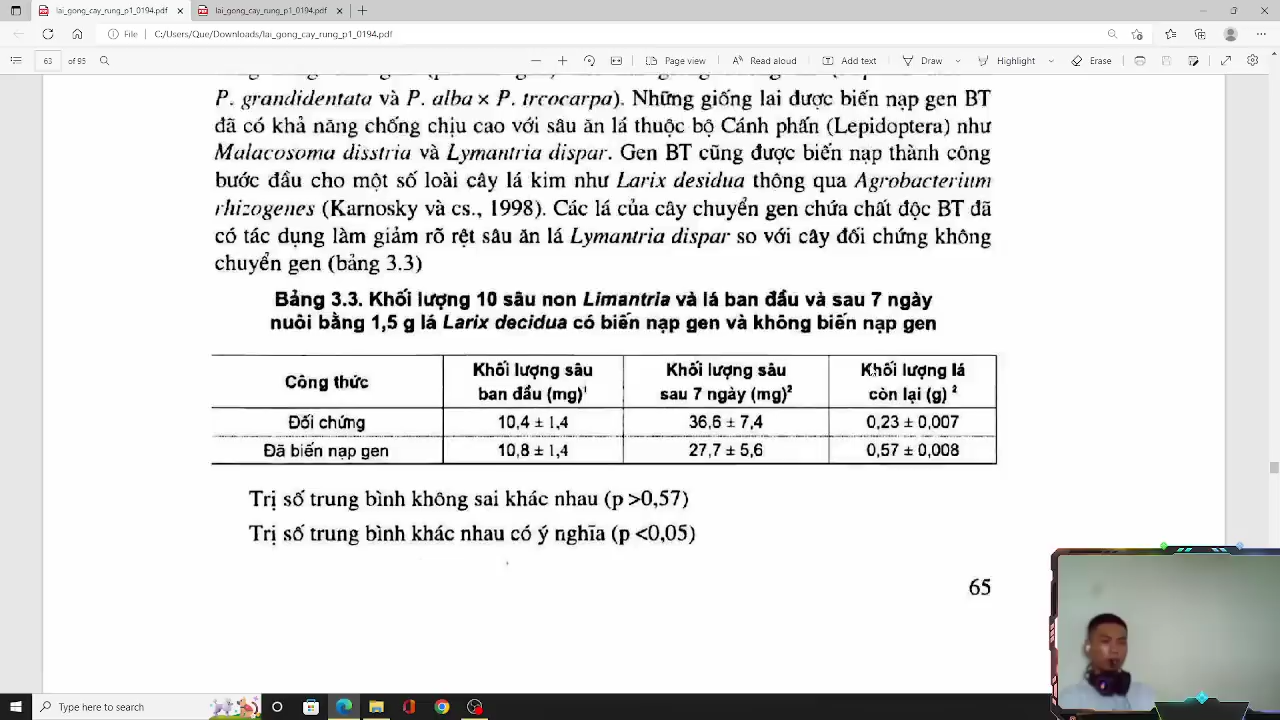 lai_gong_cay_rung_p1_0194.pdf
lai_gong_cay_rung_p1_0194.pdf
File
C:/Users/Que/Downloads/lai_gong_cay_rung_p1_0194.pdf
63 of 95
Page view
Read aloud
Add text
Draw
Highlight
Erase
P. grandidentata và P. alba × P. trcocarpa). Những giống lai được biến nạp gen BT
đã có khả năng chống chịu cao với sâu ăn lá thuộc bộ Cánh phấn (Lepidoptera) như
Malacosoma disstria và Lymantria dispar. Gen BT cũng được biến nạp thành công
bước đầu cho một số loài cây lá kim như Larix desidua thông qua Agrobacterium
rhizogenes (Karnosky và cs., 1998). Các lá của cây chuyển gen chứa chất độc BT đã
có tác dụng làm giảm rõ rệt sâu ăn lá Lymantria dispar so với cây đối chứng không
chuyển gen (bảng 3.3)
Bảng 3.3. Khối lượng 10 sâu non Limantria và lá ban đầu và sau 7 ngày
nuôi bằng 1,5 g lá Larix decidua có biến nạp gen và không biến nạp gen
Công thức
Khối lượng sâu
ban đầu (mg)¹
Khối lượng sâu
sau 7 ngày (mg)²
Khối lượng lá
còn lại (g) ²
Đối chứng
10,4 ± 1,4
36,6 ± 7,4
0,23 ± 0,007
Đã biến nạp gen
10,8 ± 1,4
27,7 ± 5,6
0,57 ± 0,008
Trị số trung bình không sai khác nhau (p >0,57)
Trị số trung bình khác nhau có ý nghĩa (p <0,05)
65
Type here to search